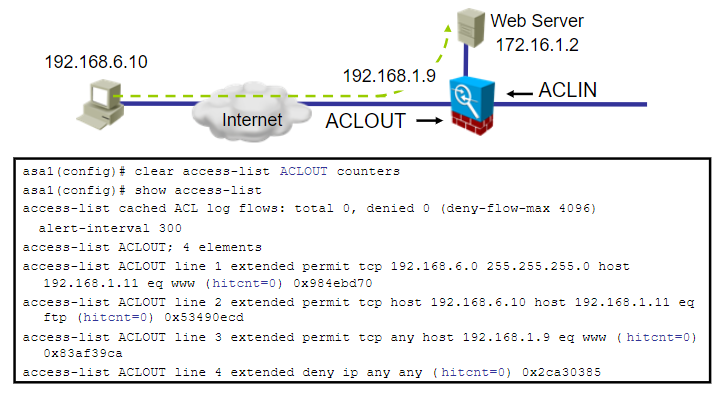 Web Server
172.16.1.2
192.168.6.10
192.168.1.9
ACLIN
Internet
ACLOUT
asa1(config)# clear access-list ACLOUT counters
asa1(config)# show access-list
access-list cached ACL log flows: total 0, denied 0 (deny-flow-max 4096)
alert-interval 300
access-list ACLOUT; 4 elements
access-list ACLOUT line 1 extended permit tcp 192.168.6.0 255.255.255.0 host
192.168.1.11 eq www (hitcnt=0) 0x984ebd70
access-list ACLOUT line 2 extended permit tcp host 192.168.6.10 host 192.168.1.11 eq
ftp (hitcnt=0) 0x53490ecd
access-list ACLOUT line 3 extended permit tcp any host 192.168.1.9 eq www (hitcnt=0)
0x83af39ca
access-list ACLOUT line 4 extended deny ip any any (hitcnt=0) 0x2ca30385